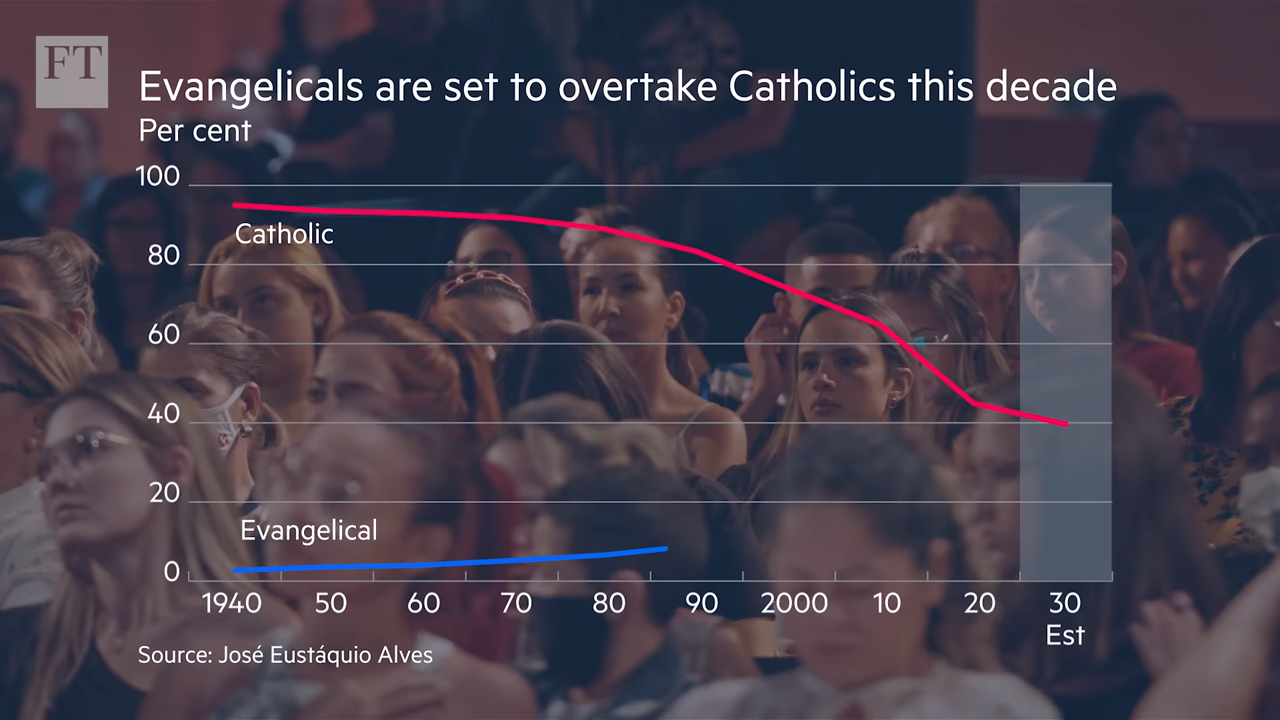 FT
Evangelicals are set to overtake Catholics this decade
Per cent
100
Catholic
80
60
40
20
Evangelical
0
1940 50 60 70 80 90 2000 10 20 30
Est
Source: José Eustáquio Alves